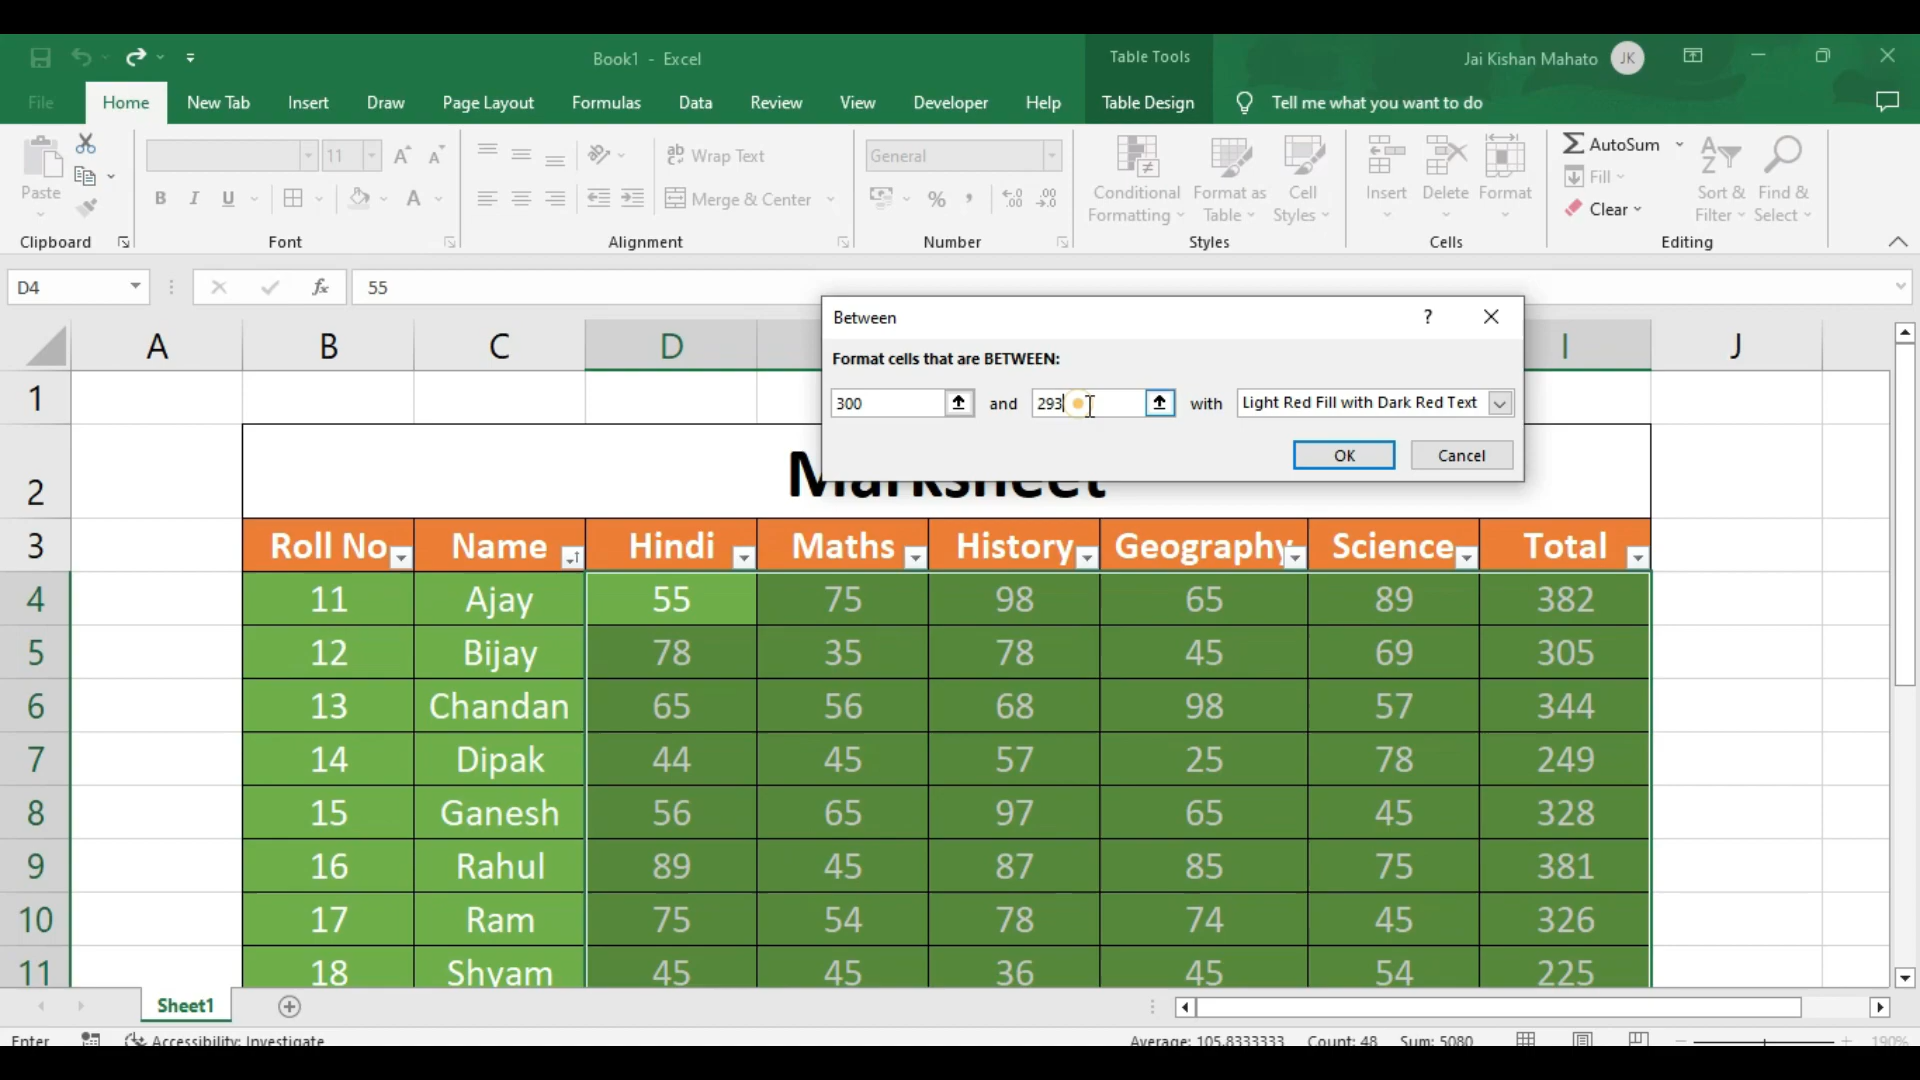 Book1 - Excel
Table Tools
Jai Kishan Mahato
JK
File
Home
New Tab
Insert
Draw
Page Layout
Formulas
Data
Review
View
Developer
Help
Table Design
Tell me what you want to do
Paste
11
Wrap Text
General
Conditional Formatting
Format as Table
Cell Styles
Insert
Delete
Format
AutoSum
Fill
Clear
Sort & Filter
Find & Select
B I U
Merge & Center
%
Clipboard
Font
Alignment
Number
Styles
Cells
Editing
D4
fx
55
Between
?
Format cells that are BETWEEN:
300 and 293 with Light Red Fill with Dark Red Text
OK
Cancel
A B C D I J
1
2 Marksheet
3 Roll No Name Hindi Maths History Geography Science Total
4 11 Ajay 55 75 98 65 89 382
5 12 Bijay 78 35 78 45 69 305
6 13 Chandan 65 56 68 98 57 344
7 14 Dipak 44 45 57 25 78 249
8 15 Ganesh 56 65 97 65 45 328
9 16 Rahul 89 45 87 85 75 381
10 17 Ram 75 54 78 74 45 326
11 18 Shyam 45 45 36 45 54 225
Sheet1
Enter
Accessibility: Investigate
Average: 105.8333333 Count: 48 Sum: 5080
190%